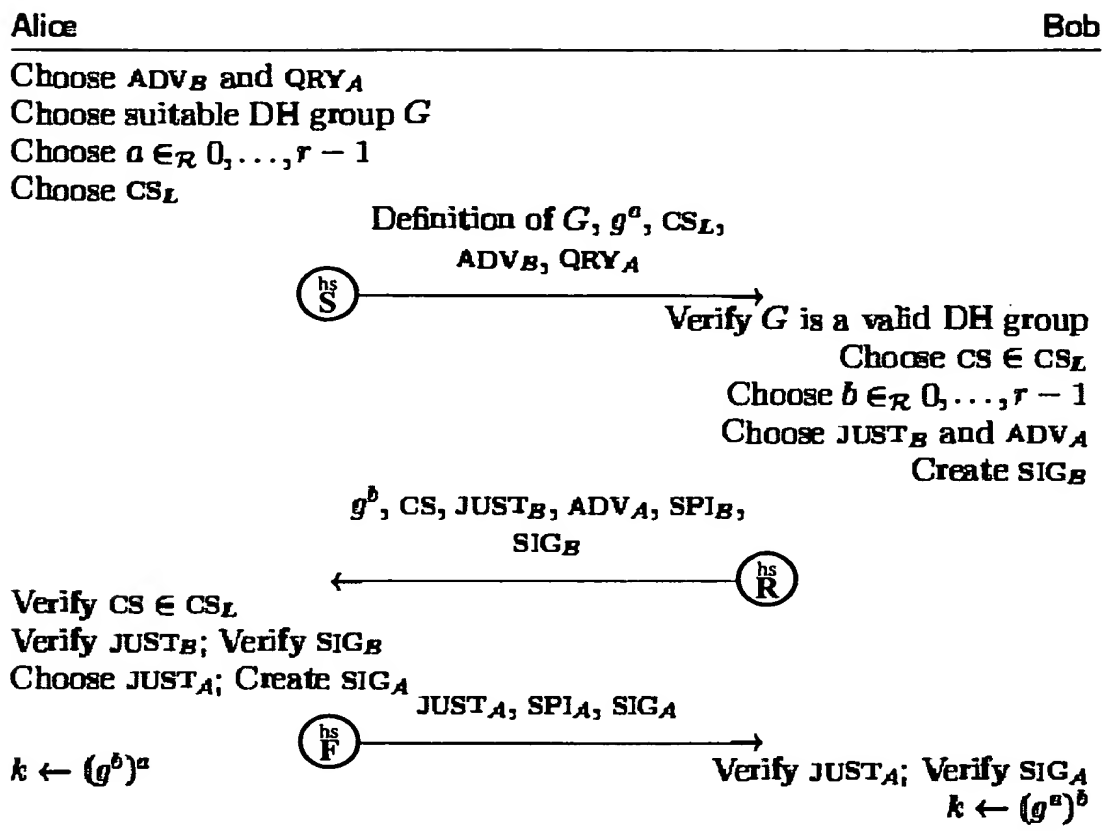 Alice Bob
Choose ADV_B and QRY_A
Choose suitable DH group G
Choose a ∈_R 0,…,r − 1
Choose CS_L
Definition of G, g^a, CS_L,
ADV_B, QRY_A
hs S
Verify G is a valid DH group
Choose CS ∈ CS_L
Choose b ∈_R 0,…,r − 1
Choose JUST_B and ADV_A
Create SIG_B
g^b, CS, JUST_B, ADV_A, SPI_B,
SIG_B
hs R
Verify CS ∈ CS_L
Verify JUST_B; Verify SIG_B
Choose JUST_A; Create SIG_A
JUST_A, SPI_A, SIG_A
hs F
k ← (g^b)^a
Verify JUST_A; Verify SIG_A
k ← (g^a)^b